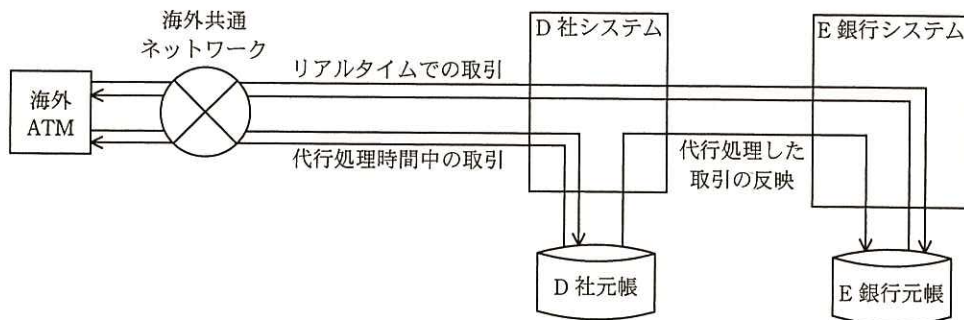 海外共通
ネットワーク
D 社システム
E 銀行システム
リアルタイムでの取引
海外
ATM
代行処理時間中の取引
代行処理した
取引の反映
D 社元帳
E 銀行元帳